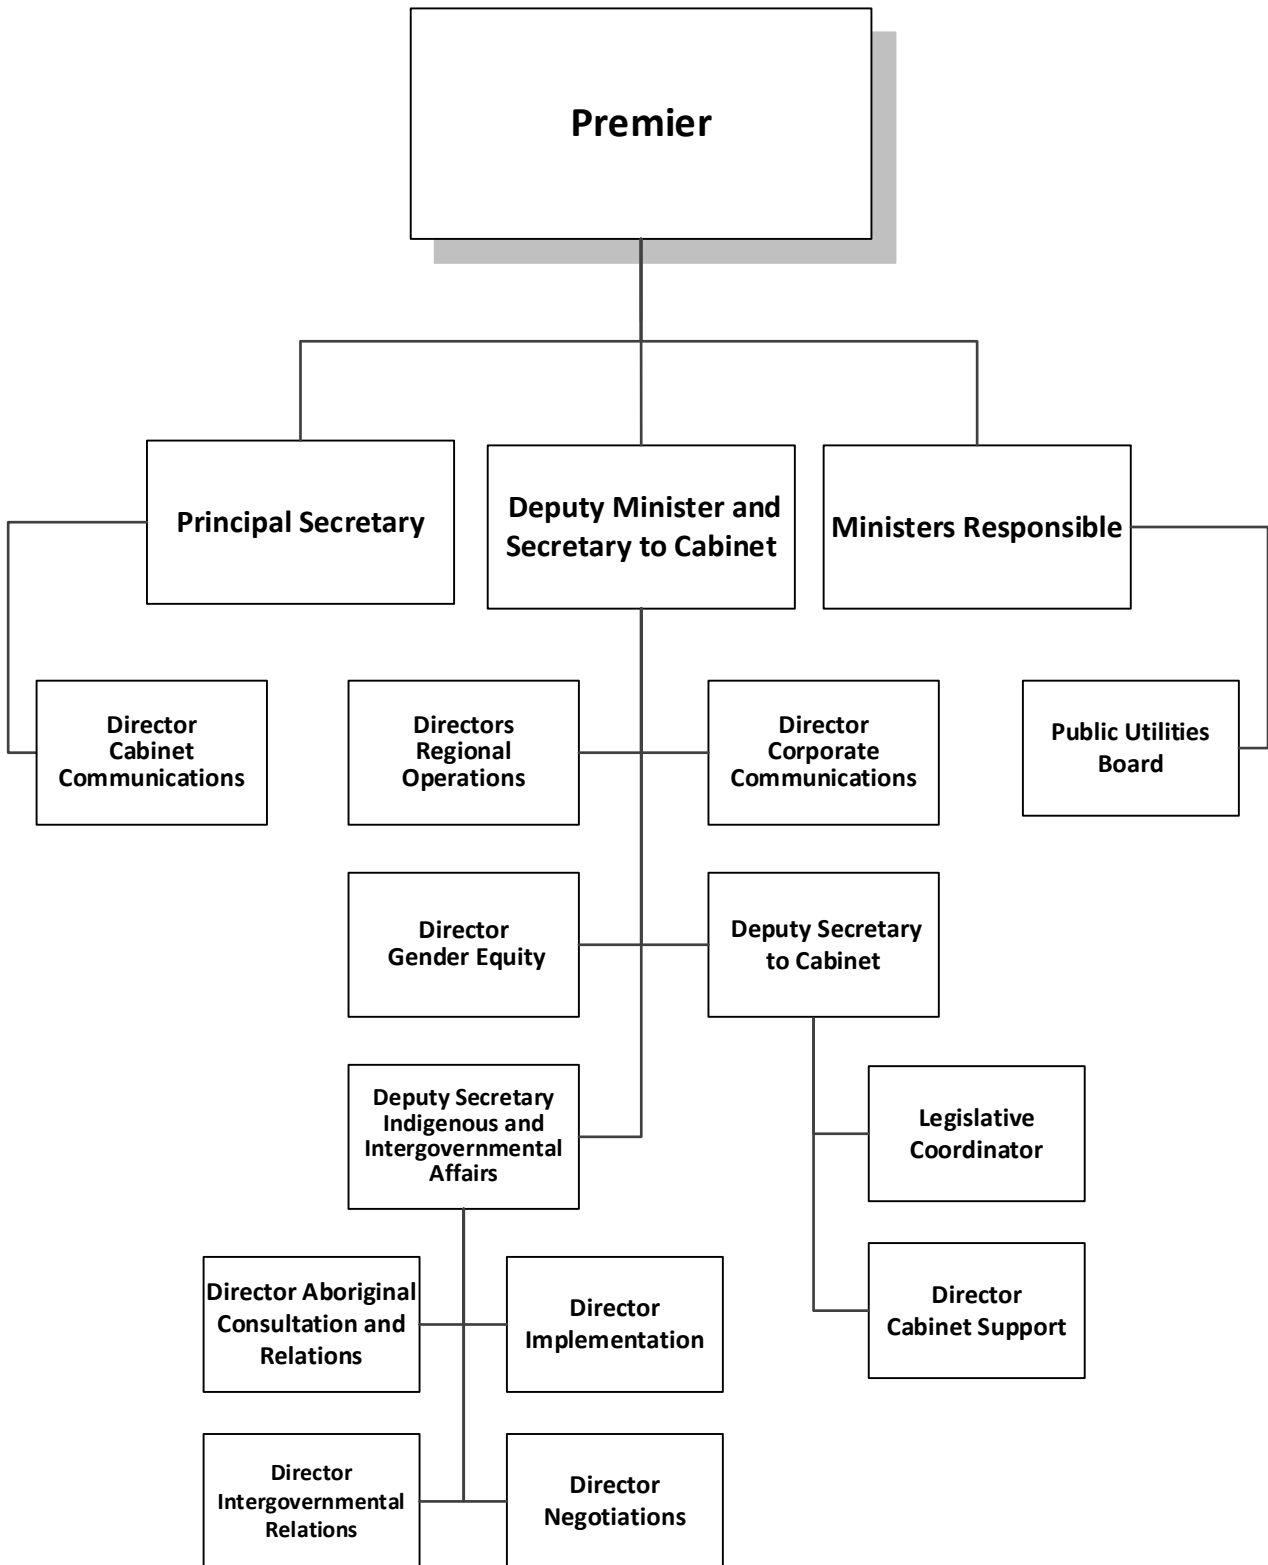 Premier
Principal Secretary
Deputy Minister and
Secretary to Cabinet
Ministers Responsible
Director
Cabinet
Communications
Directors
Regional
Operations
Director
Corporate
Communications
Public Utilities
Board
Director
Gender Equity
Deputy Secretary
to Cabinet
Deputy Secretary
Indigenous and
Intergovernmental
Affairs
Legislative
Coordinator
Director Aboriginal
Consultation and
Relations
Director
Implementation
Director
Cabinet Support
Director
Intergovernmental
Relations
Director
Negotiations